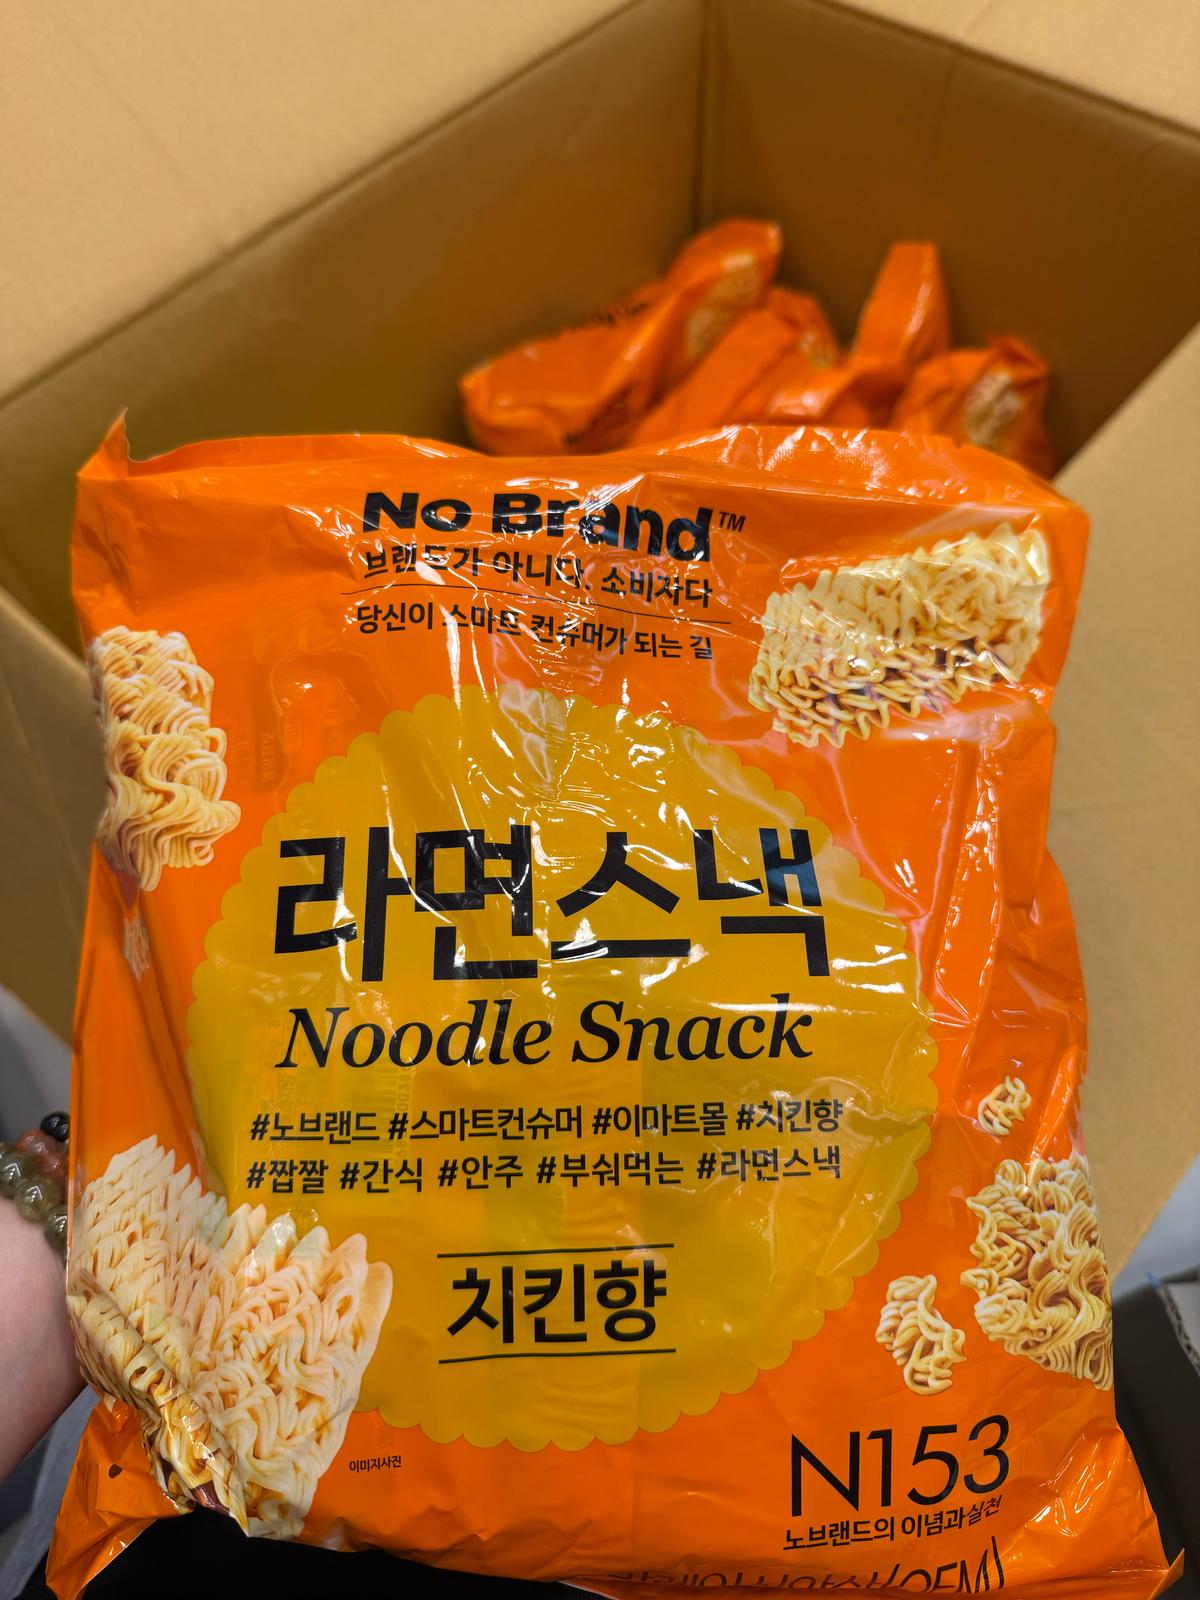 No Brand™
브랜드가 아니다. 소비자다
당신이 스마트 컨슈머가 되는 길
라면스낵
Noodle Snack
#노브랜드 #스마트컨슈머 #이마트몰 #치킨향
#짭짤 #간식 #안주 #부숴먹는 #라면스낵
치킨향
이미지사진
N153
노브랜드의 이념과실천
(OEM)